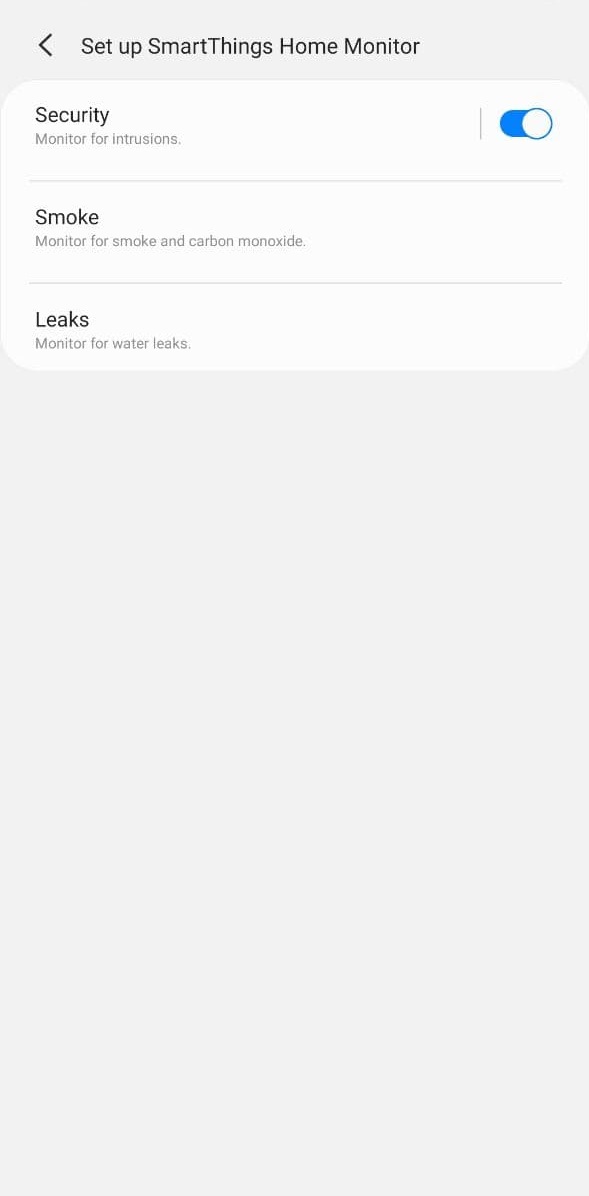 Set up SmartThings Home Monitor
Security
Monitor for intrusions.
Smoke
Monitor for smoke and carbon monoxide.
Leaks
Monitor for water leaks.